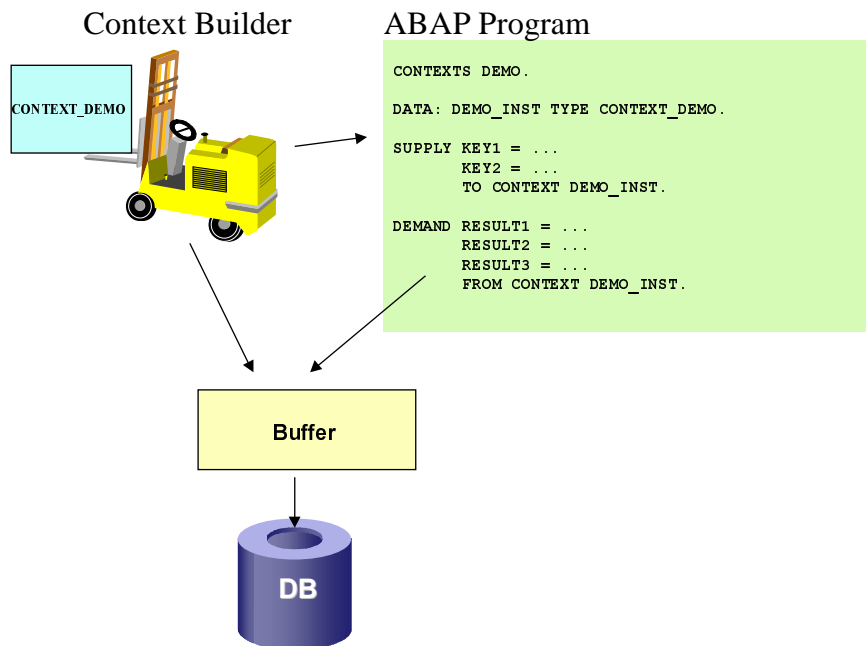 Context Builder
ABAP Program
CONTEXT_DEMO
CONTEXTS DEMO.
DATA: DEMO_INST TYPE CONTEXT_DEMO.
SUPPLY KEY1 = ...
KEY2 = ...
TO CONTEXT DEMO_INST.
DEMAND RESULT1 = ...
RESULT2 = ...
RESULT3 = ...
FROM CONTEXT DEMO_INST.
Buffer
DB